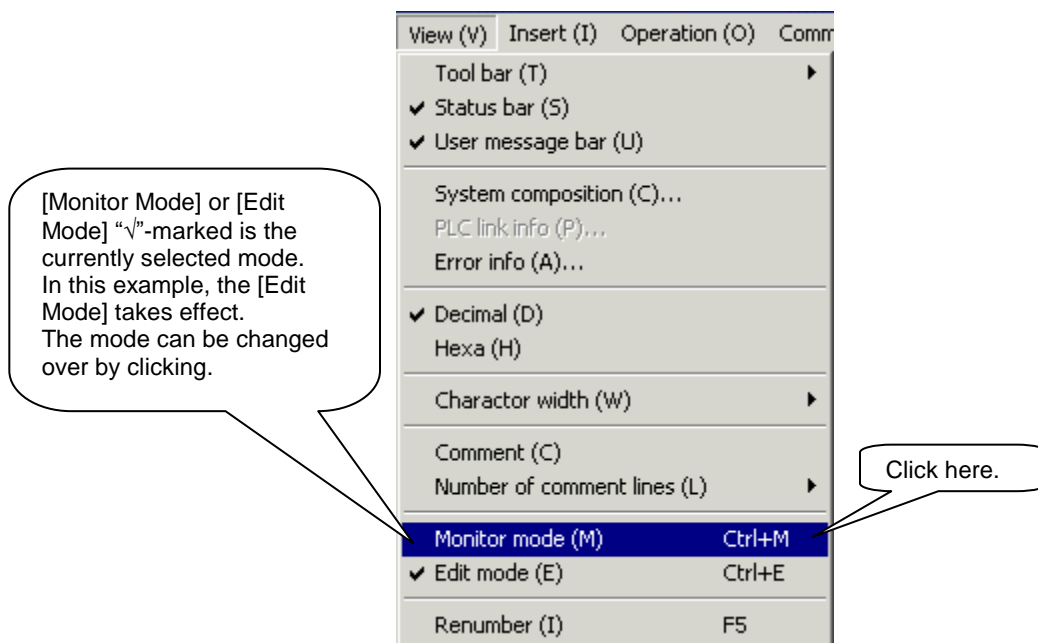 View (V) Insert (I) Operation (O) Comm
Tool bar (T)
✓ Status bar (S)
✓ User message bar (U)
System composition (C)...
PLC link info (P)...
Error info (A)...
✓ Decimal (D)
Hexa (H)
Charactor width (W)
Comment (C)
Number of comment lines (L)
Monitor mode (M) Ctrl+M
✓ Edit mode (E) Ctrl+E
Renumber (I) F5
[Monitor Mode] or [Edit
Mode] “√”-marked is the
currently selected mode.
In this example, the [Edit
Mode] takes effect.
The mode can be changed
over by clicking.
Click here.